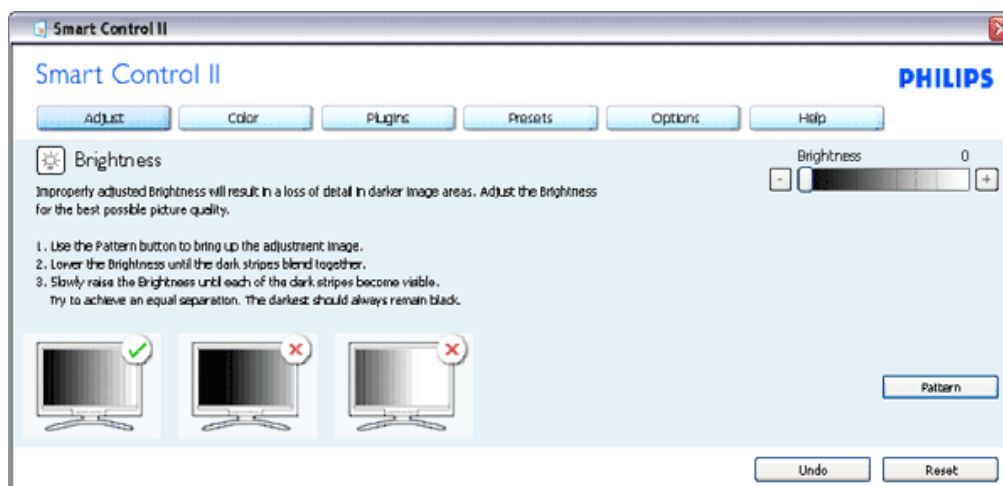 Smart Control II
Smart Control II
PHILIPS
Adjust Color Plugins Presets Options Help
Brightness
Brightness 0
Improperly adjusted Brightness will result in a loss of detail in darker image areas. Adjust the Brightness
for the best possible picture quality.
1. Use the Pattern button to bring up the adjustment image.
2. Lower the Brightness until the dark stripes blend together.
3. Slowly raise the Brightness until each of the dark stripes become visible.
Try to achieve an equal separation. The darkest should always remain black.
Pattern
Undo Reset